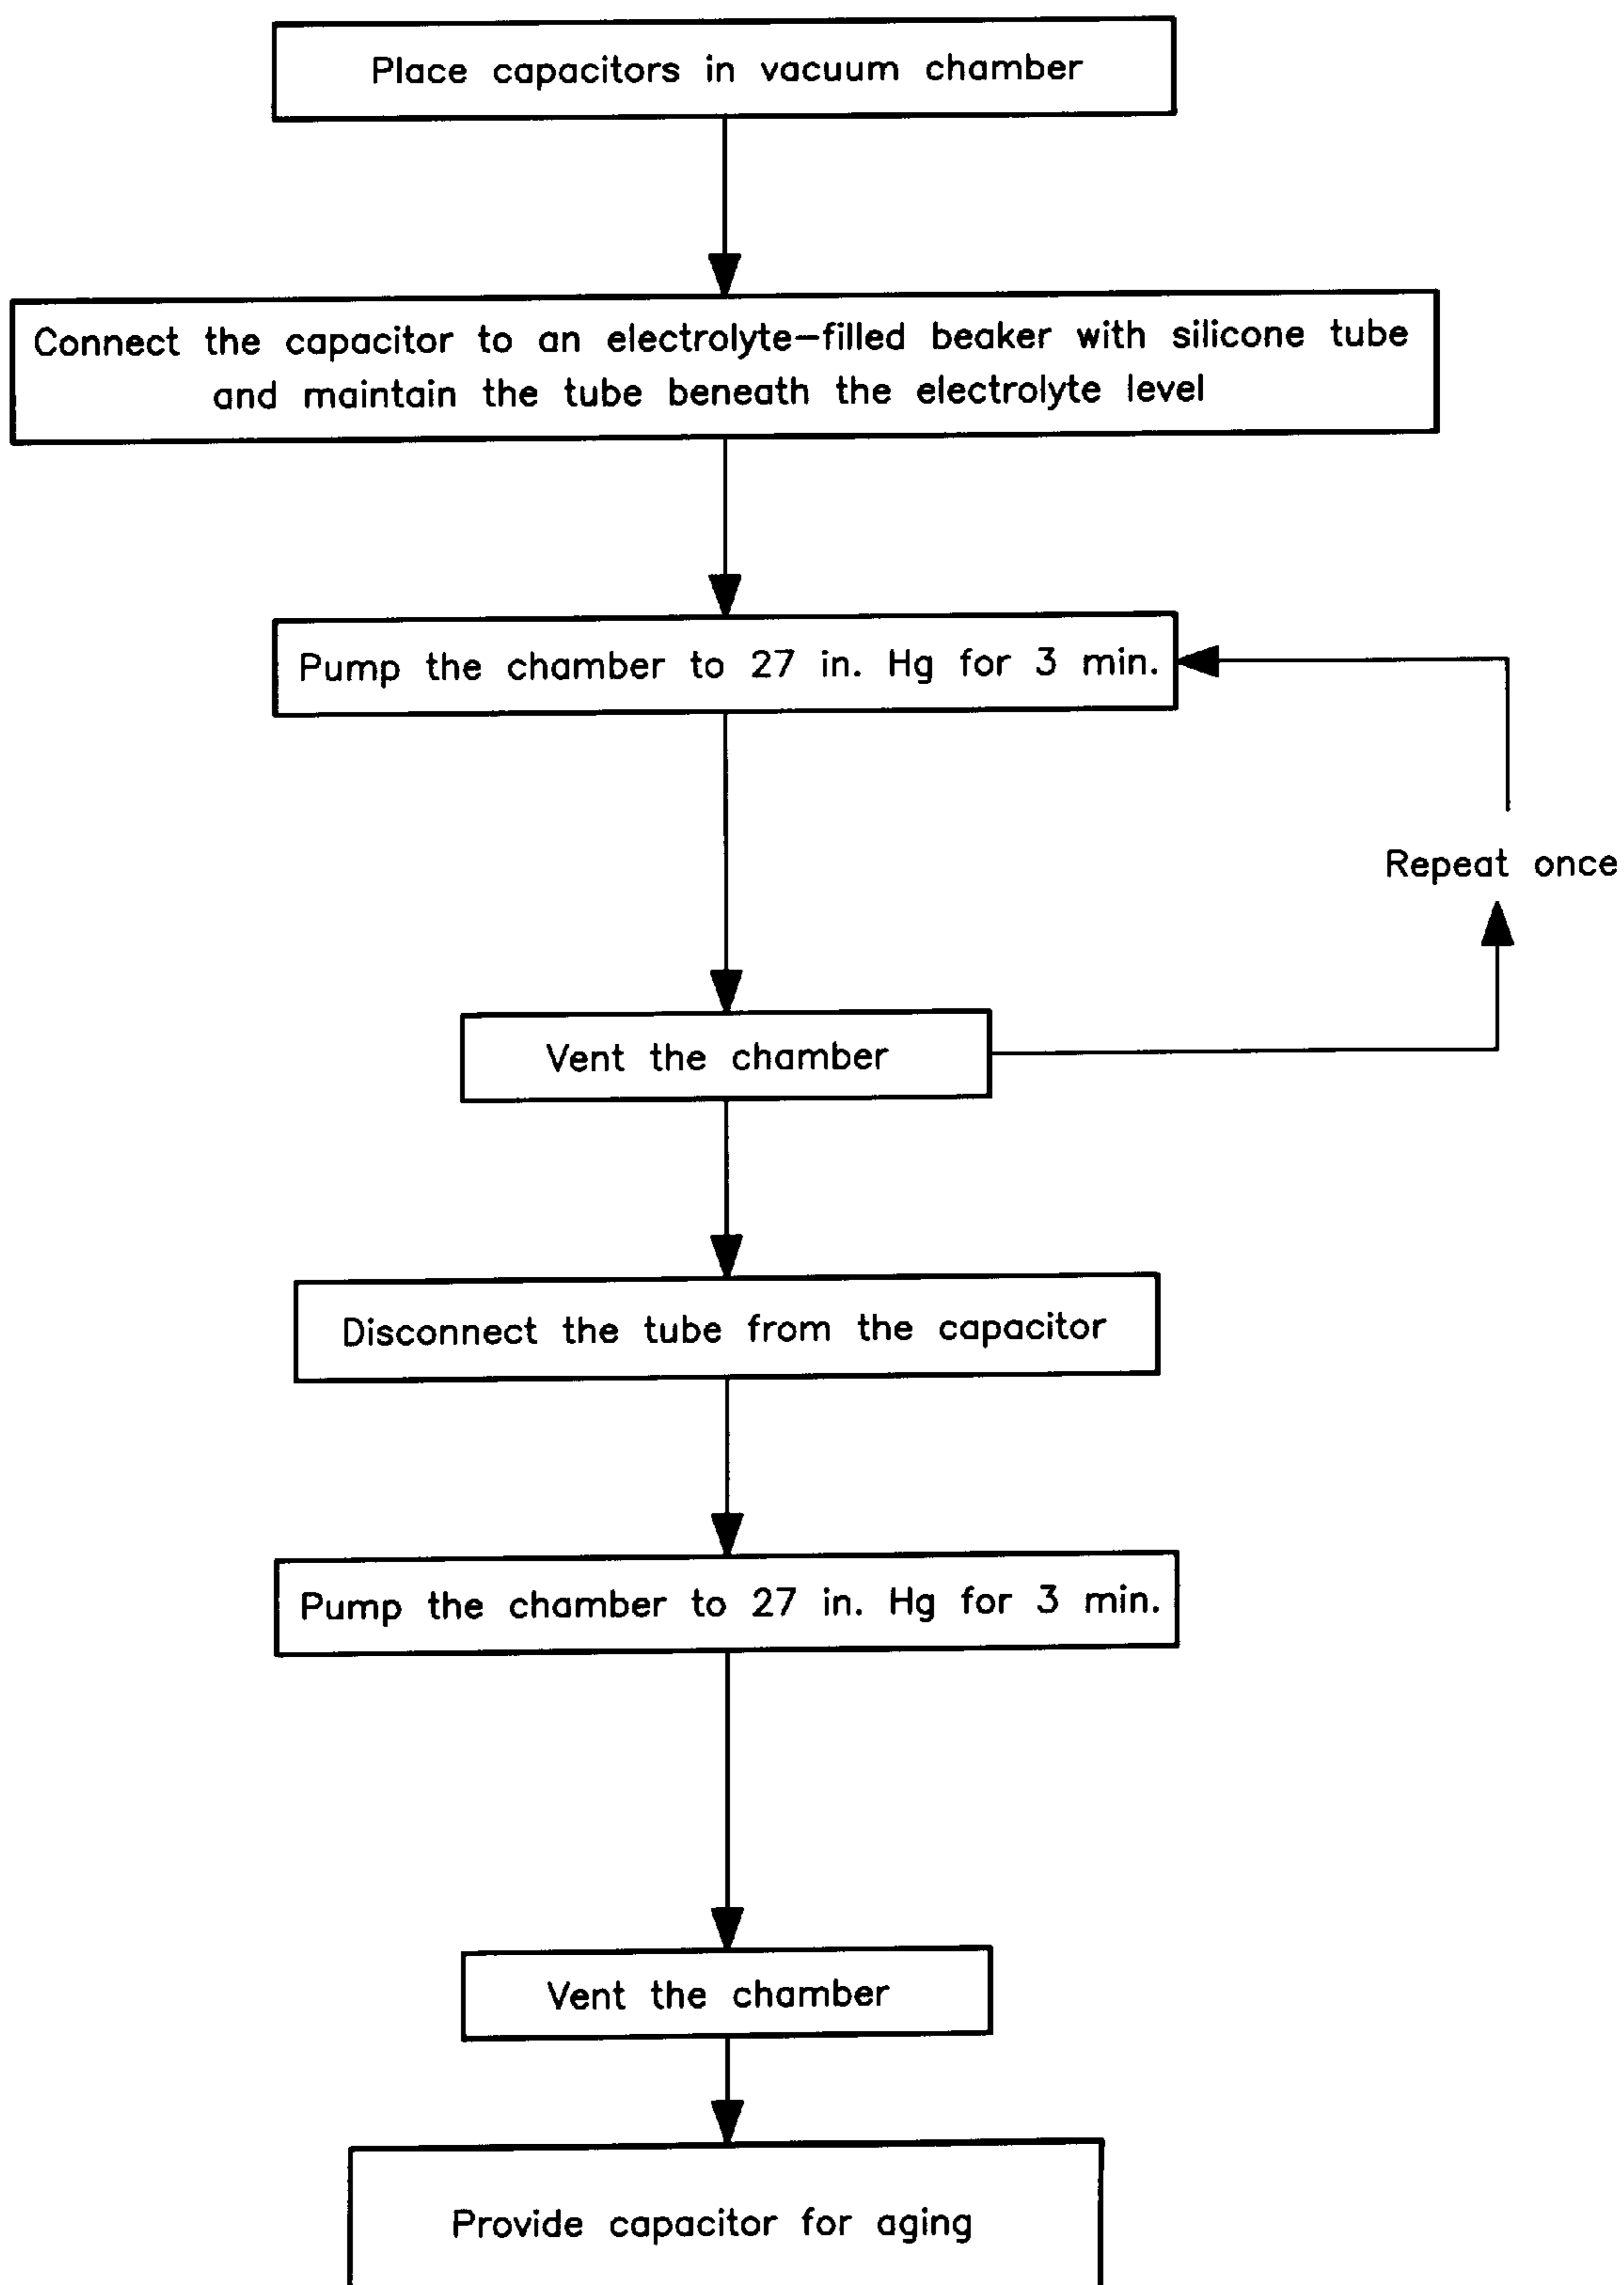 Place capacitors in vacuum chamber
Connect the capacitor to an electrolyte-filled beaker with silicone tube
and maintain the tube beneath the electrolyte level
Pump the chamber to 27 in. Hg for 3 min.
Repeat once
Vent the chamber
Disconnect the tube from the capacitor
Pump the chamber to 27 in. Hg for 3 min.
Vent the chamber
Provide capacitor for aging